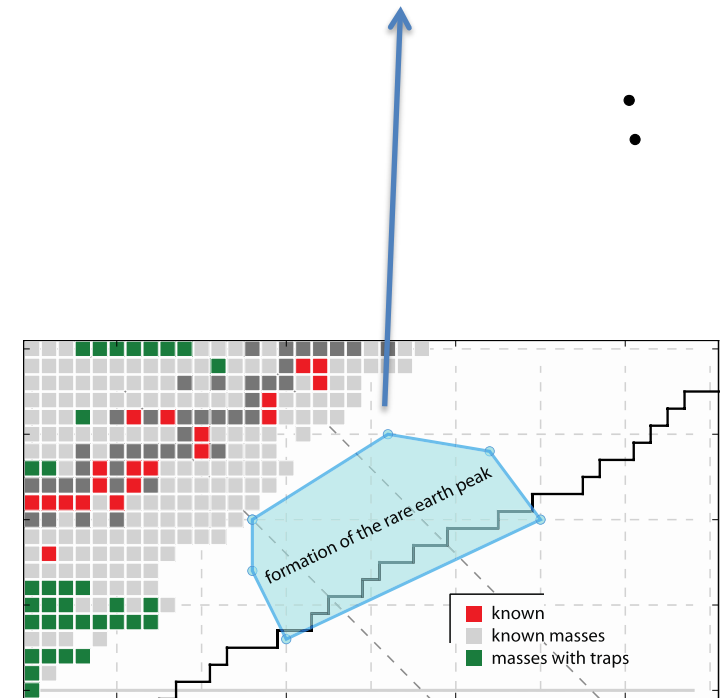 formation of the rare earth peak
known
known masses
masses with traps